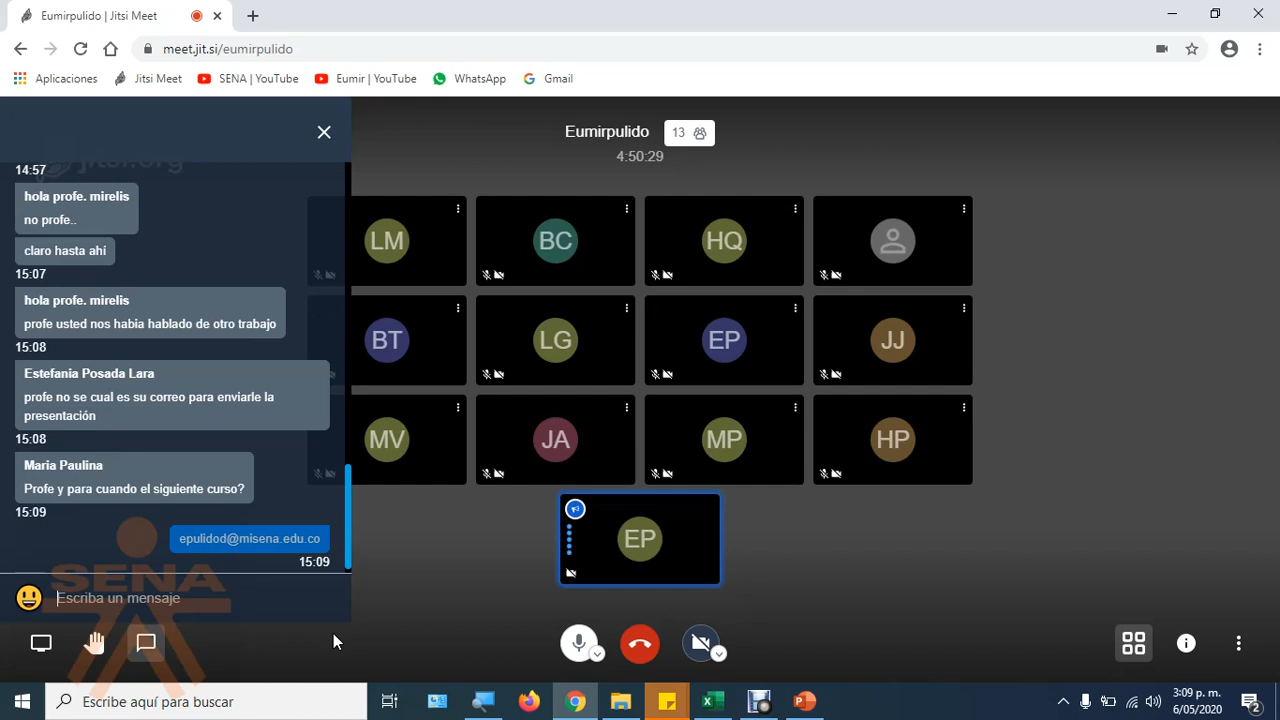 Eumirpulido | Jitsi Meet
meet.jit.si/eumirpulido
Aplicaciones
Jitsi Meet
SENA | YouTube
Eumir | YouTube
WhatsApp
Gmail
Eumirpulido
13
4:50:29
jitsi.org
14:57
hola profe. mirelis
no profe..
claro hasta ahí
15:07
hola profe. mirelis
profe usted nos habia hablado de otro trabajo
15:08
Estefania Posada Lara
profe no se cual es su correo para enviarle la
presentación
15:08
Maria Paulina
Profe y para cuando el siguiente curso?
15:09
epulidod@misena.edu.co
15:09
SENA
Escriba un mensaje
LM
BC
HQ
BT
LG
EP
JJ
MV
JA
MP
HP
EP
Escribe aquí para buscar
3:09 p. m.
6/05/2020
2